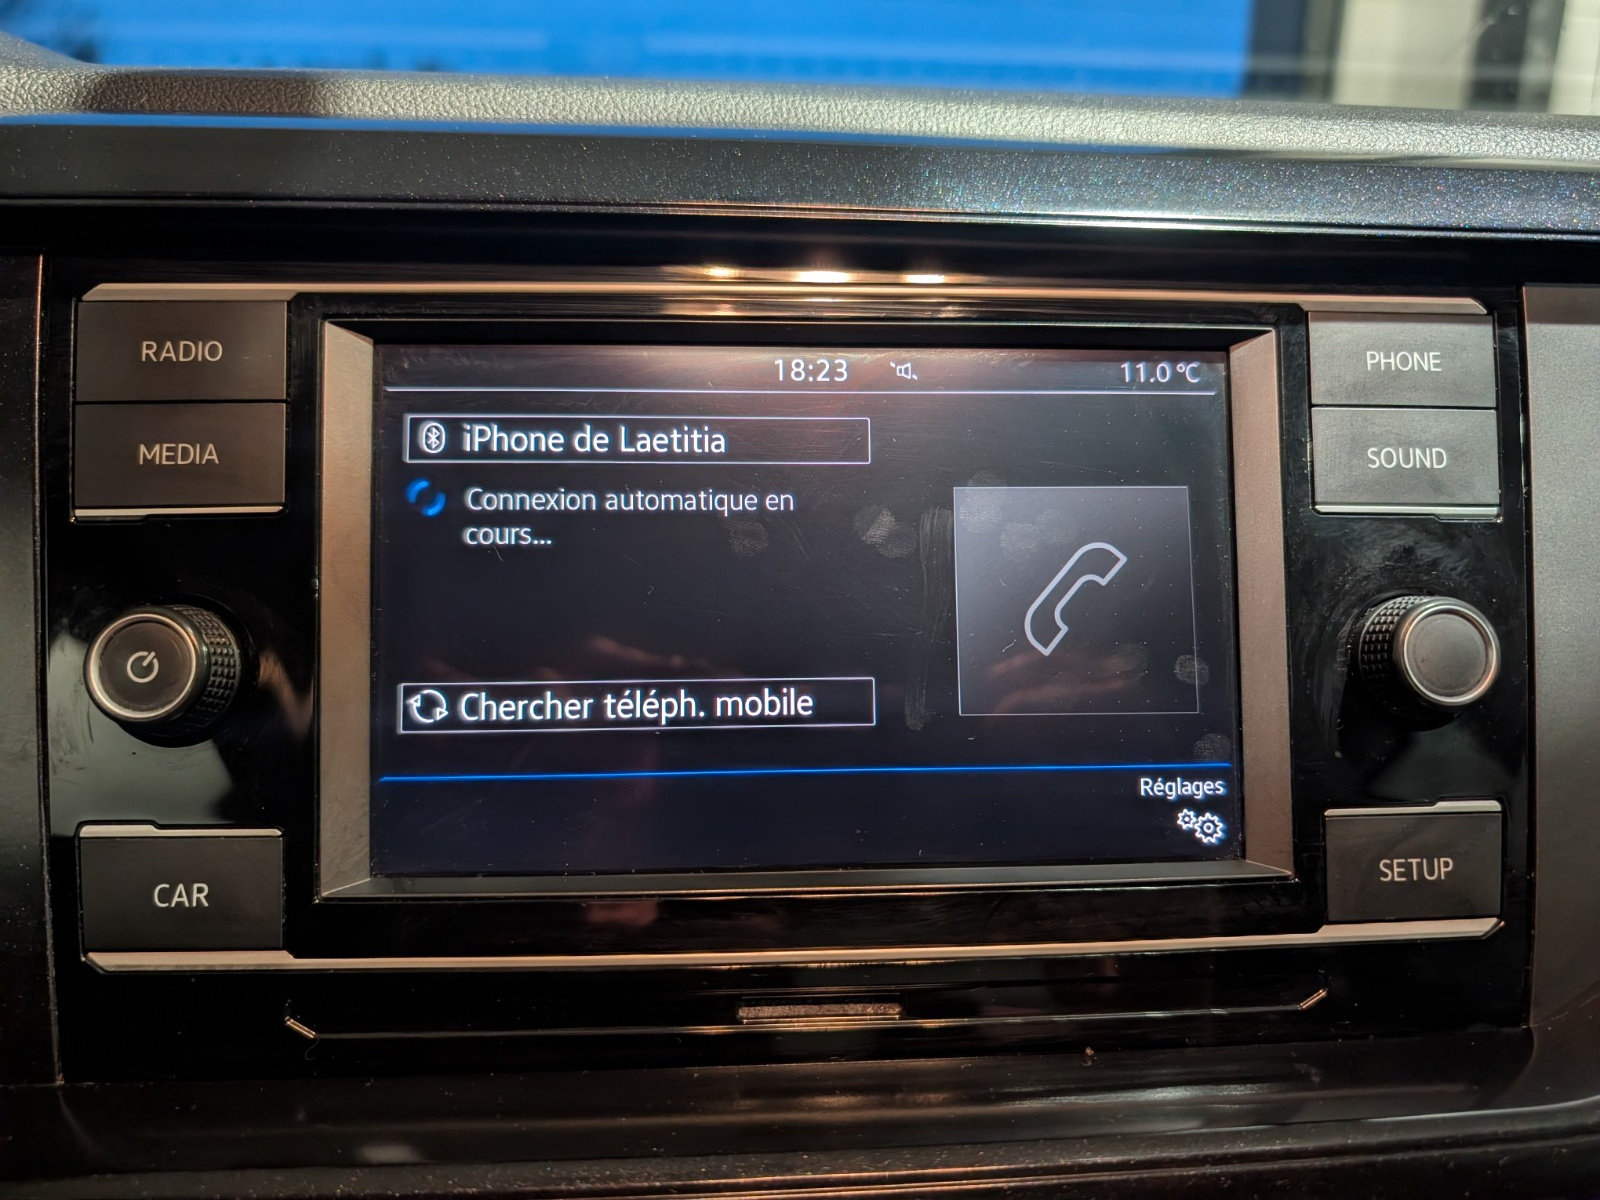 RADIO
MEDIA
CAR
18:23
11.0 °C
iPhone de Laetitia
Connexion automatique en
cours...
Chercher téléph. mobile
Réglages
PHONE
SOUND
SETUP